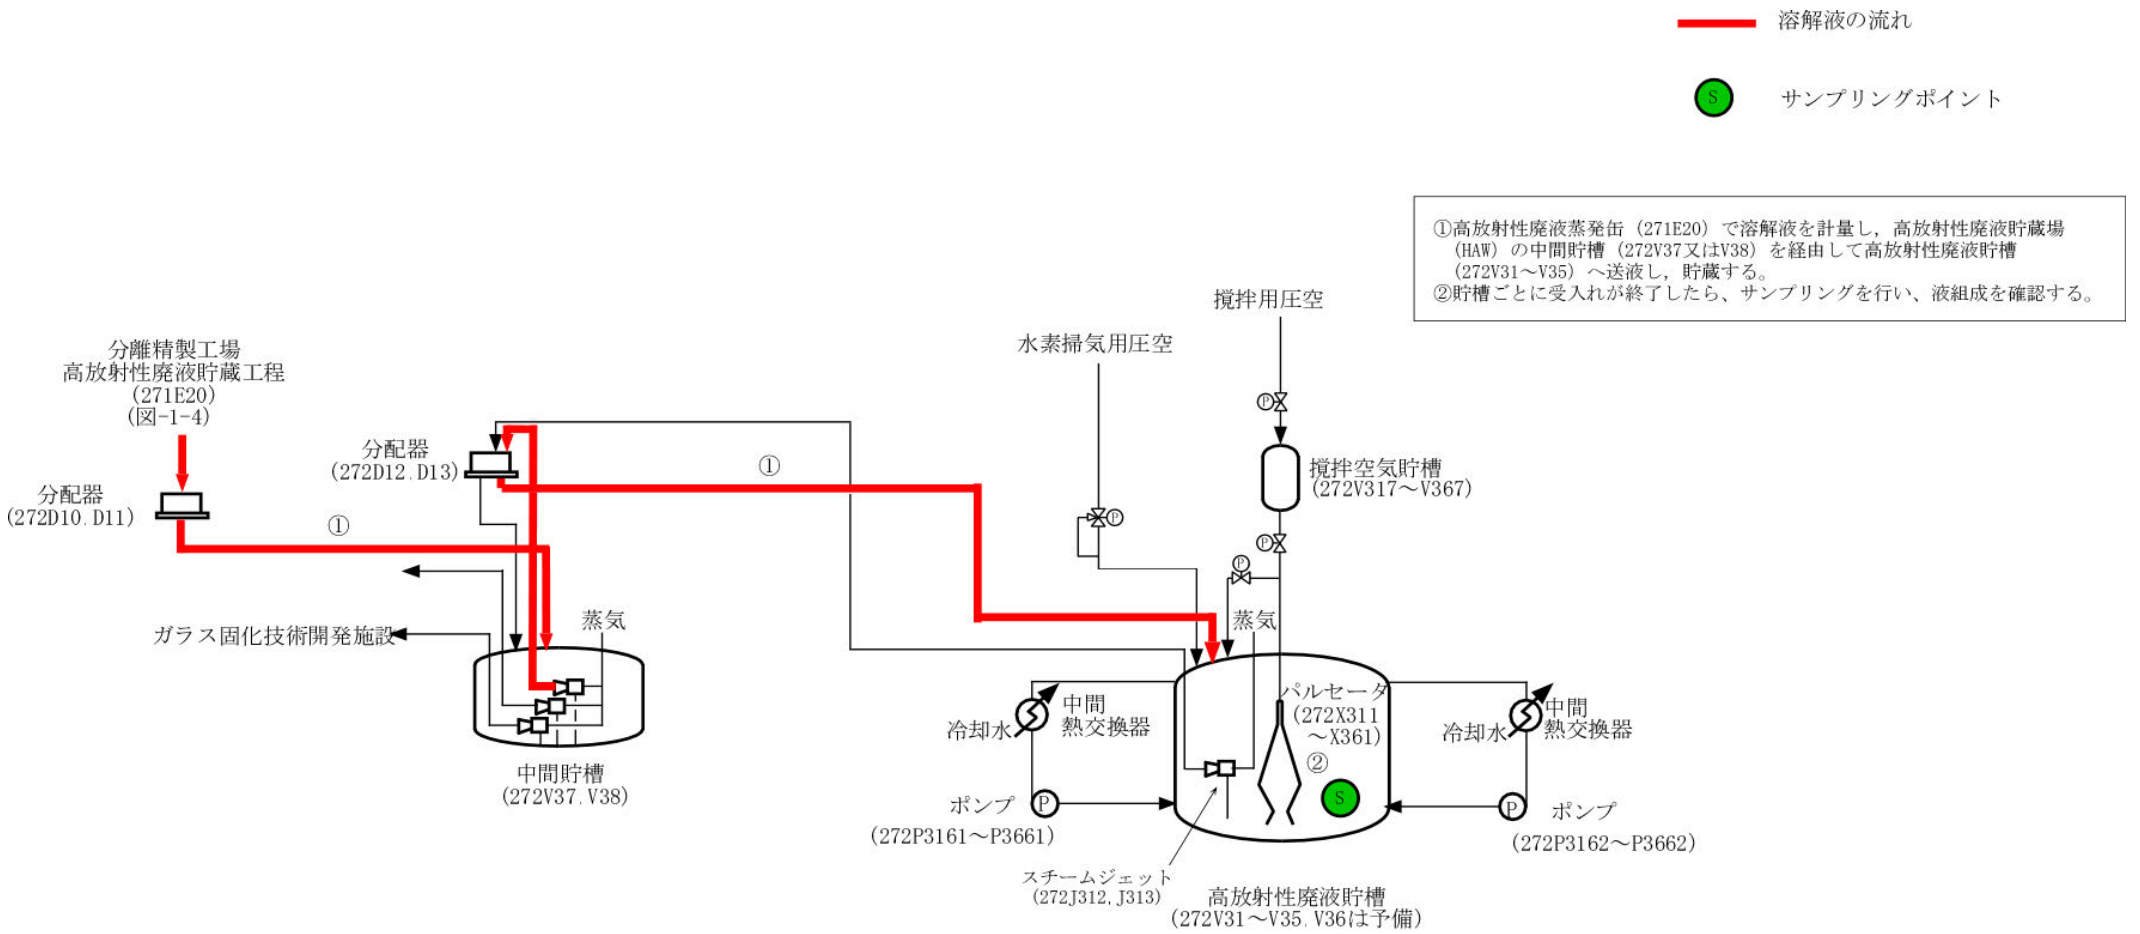 溶解液の流れ
S
サンプリングポイント
①高放射性廃液蒸発缶（271E20）で溶解液を計量し，高放射性廃液貯蔵場
（HAW）の中間貯槽（272V37又はV38）を経由して高放射性廃液貯槽
（272V31～V35）へ送液し，貯蔵する。
②貯槽ごとに受入れが終了したら、サンプリングを行い、液組成を確認する。
撹拌用圧空
水素掃気用圧空
分離精製工場
高放射性廃液貯蔵工程
(271E20)
(図-1-4)
P
分配器
(272D12.D13)
①
撹拌空気貯槽
(272V317～V367)
分配器
(272D10.D11)
①
P
P
P
蒸気
蒸気
ガラス固化技術開発施設
パルセータ
(272X311
～X361)
②
S
中間
熱交換器
冷却水
中間
熱交換器
冷却水
中間貯槽
(272V37.V38)
ポンプ
P
(272P3161～P3661)
P
ポンプ
(272P3162～P3662)
スチームジェット
(272J312,J313)
高放射性廃液貯槽
(272V31～V35.V36は予備)